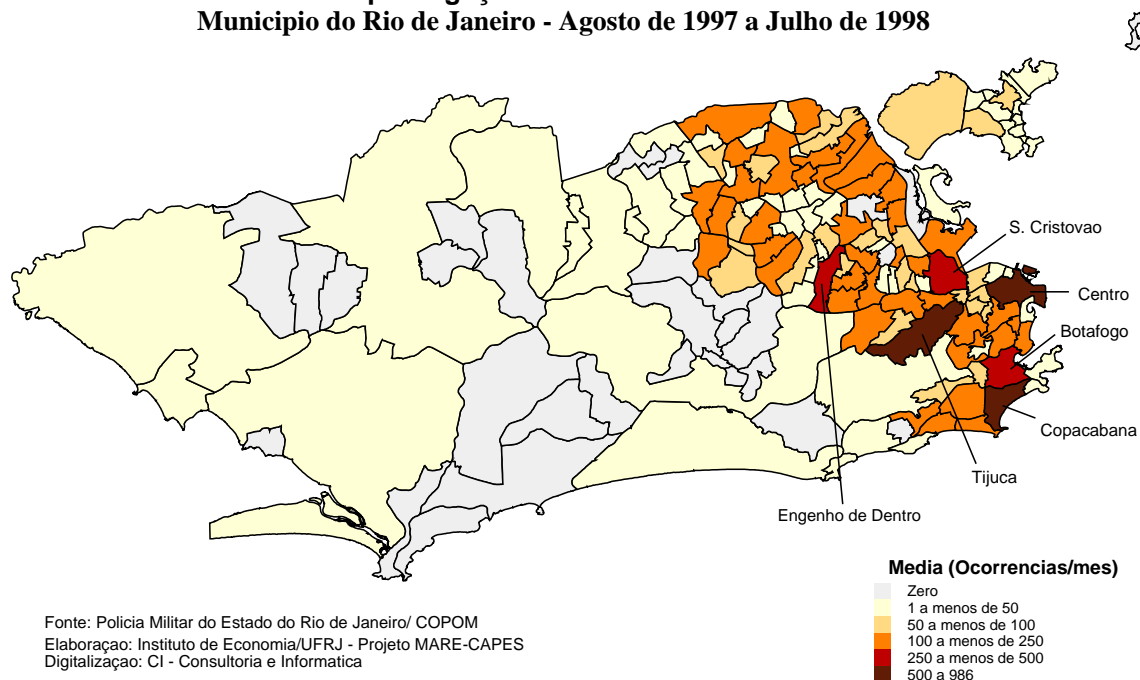 Municipio do Rio de Janeiro - Agosto de 1997 a Julho de 1998
S. Cristovao
Centro
Botafogo
Copacabana
Tijuca
Engenho de Dentro
Media (Ocorrencias/mes)
Zero
1 a menos de 50
50 a menos de 100
100 a menos de 250
250 a menos de 500
500 a 986
Fonte: Policia Militar do Estado do Rio de Janeiro/ COPOM
Elaboraçao: Instituto de Economia/UFRJ - Projeto MARE-CAPES
Digitalizaçao: CI - Consultoria e Informatica